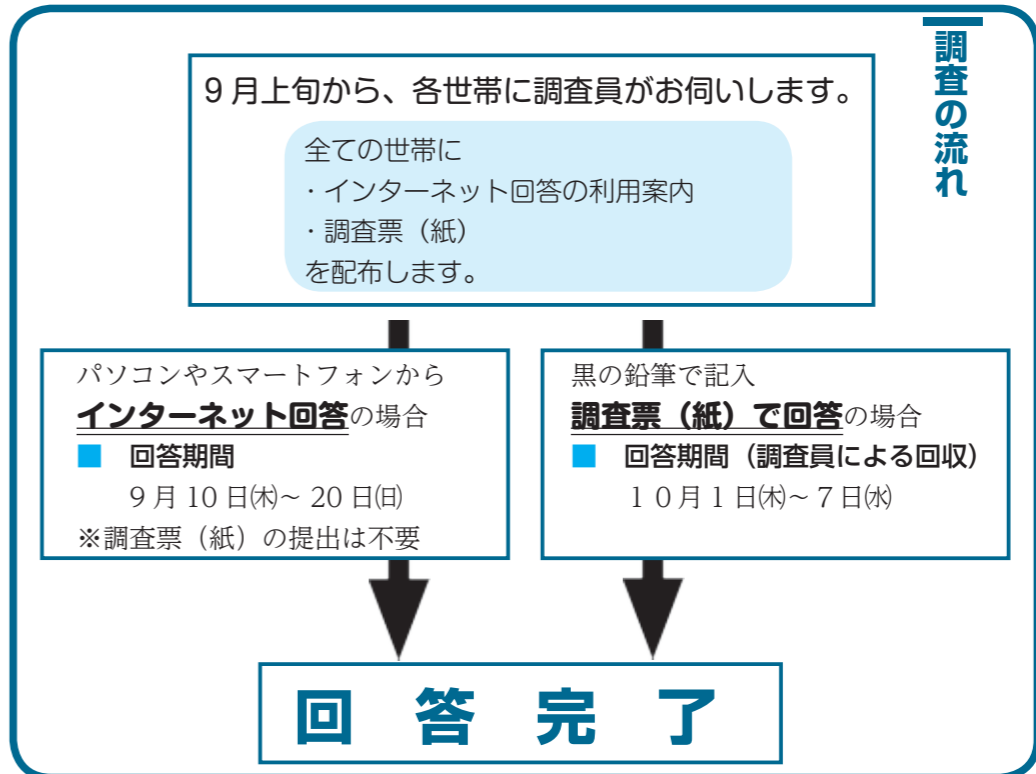 調査の流れ
9月上旬から、各世帯に調査員がお伺いします。
全ての世帯に
・インターネット回答の利用案内
・調査票（紙）
を配布します。
パソコンやスマートフォンから
インターネット回答の場合
■ 回答期間
9月10日㈭～20日㈰
※調査票（紙）の提出は不要
黒の鉛筆で記入
調査票（紙）で回答の場合
■ 回答期間（調査員による回収）
10月1日㈭～7日㈬
回答完了